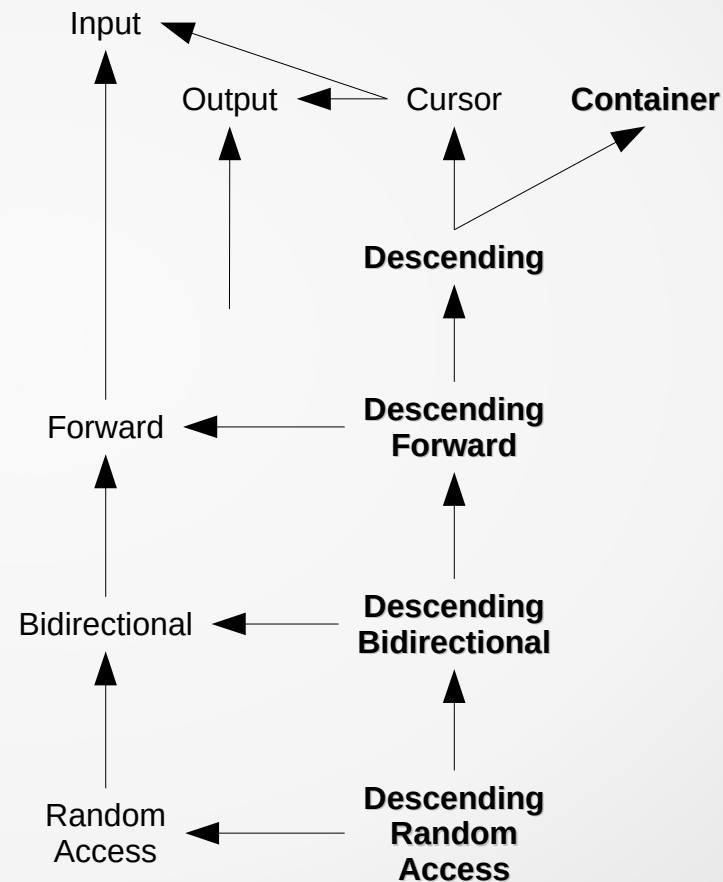 Input
Output
Cursor
Container
Descending
Forward
Descending
Forward
Bidirectional
Descending
Bidirectional
Random
Access
Descending
Random
Access